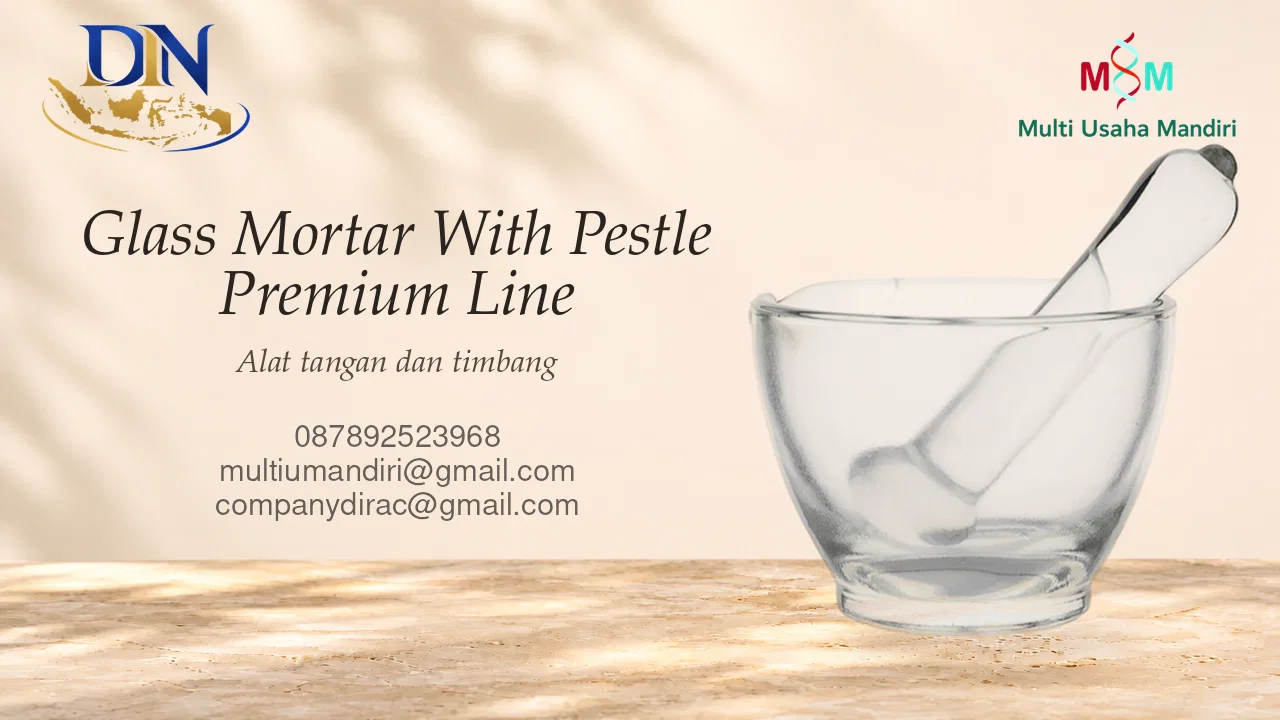 DIN
M M
Multi Usaha Mandiri
Glass Mortar With Pestle
Premium Line
Alat tangan dan timbang
087892523968
multiumandiri@gmail.com
companydirac@gmail.com